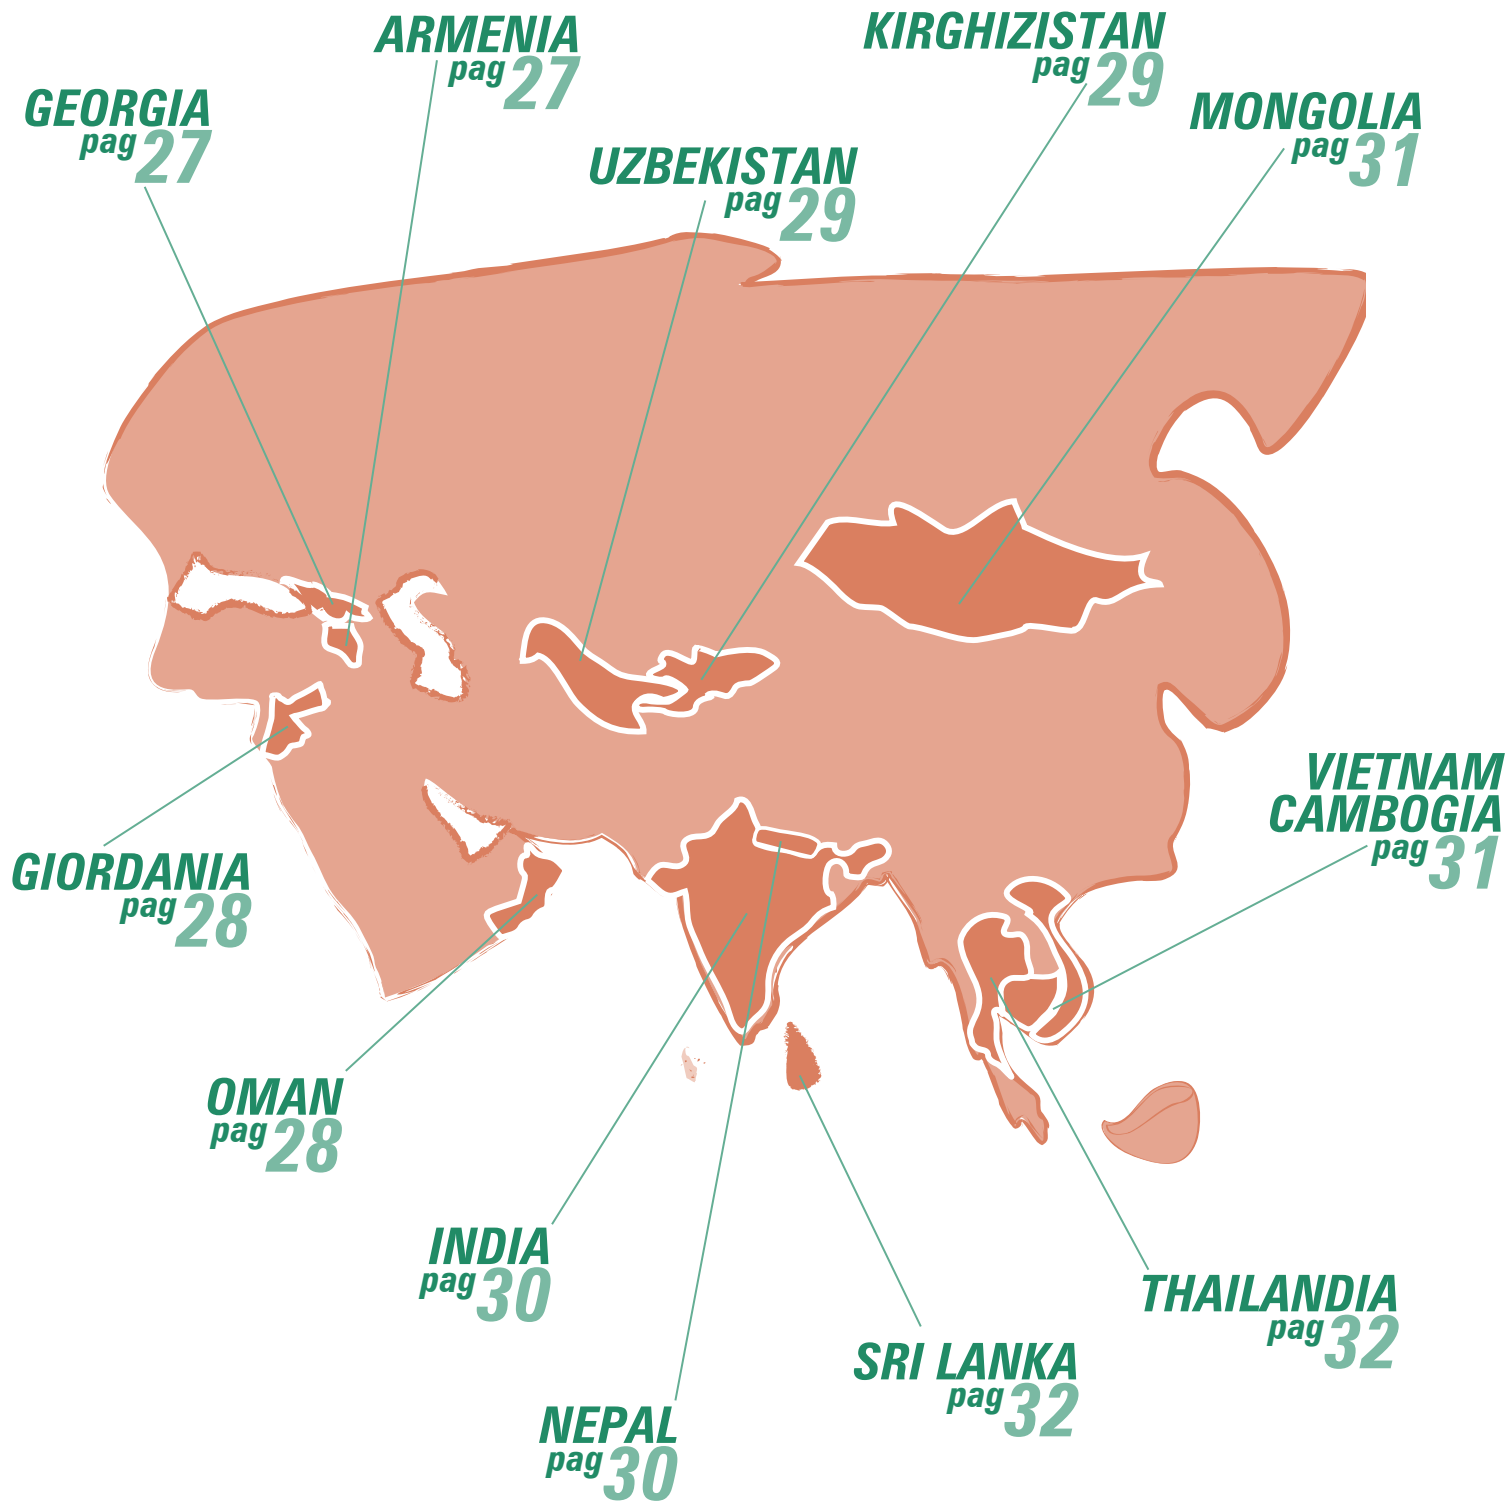 ARMENIA
pag 27
KIRGHIZISTAN
pag 29
GEORGIA
pag 27
MONGOLIA
pag 31
UZBEKISTAN
pag 29
VIETNAM
CAMBOGIA
pag 31
GIORDANIA
pag 28
OMAN
pag 28
INDIA
pag 30
THAILANDIA
pag 32
SRI LANKA
pag 32
NEPAL
pag 30